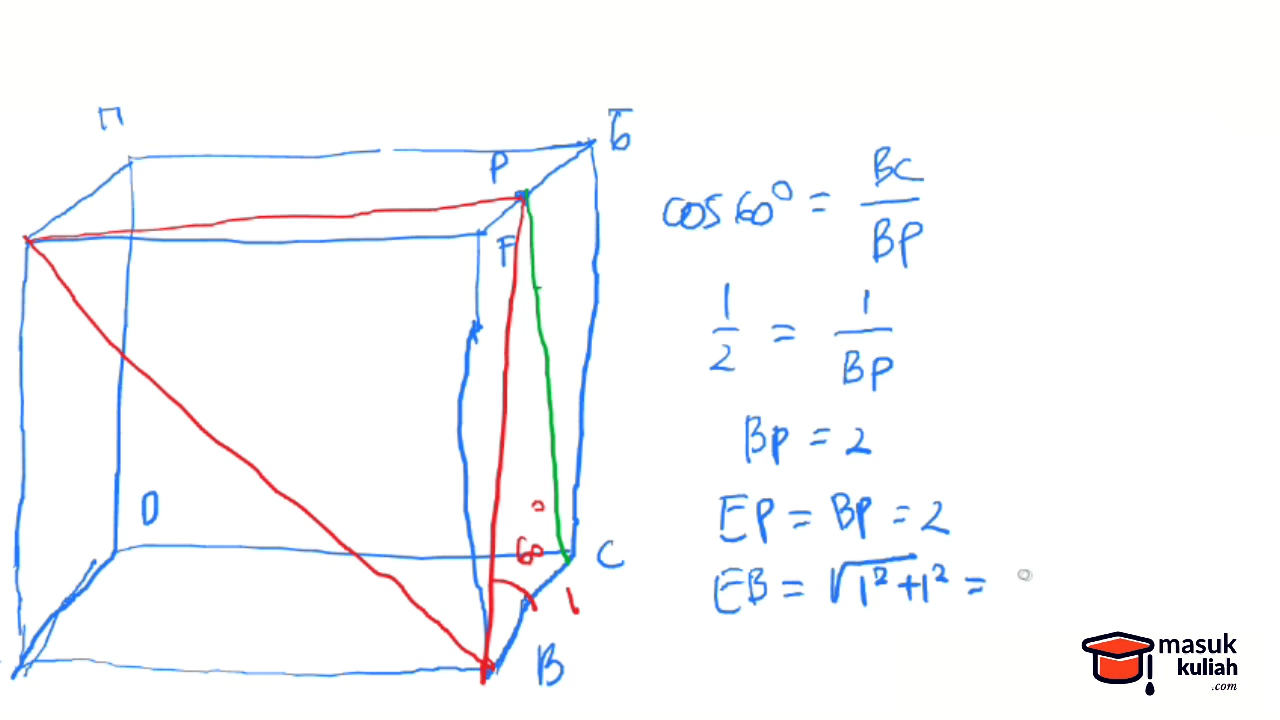 H
G
P
F
D
60°
C
1
B
cos 60° = BC/BP
1/2 = 1/BP
BP = 2
EP = BP = 2
EB = √1²+1² =
masuk
kuliah
.com